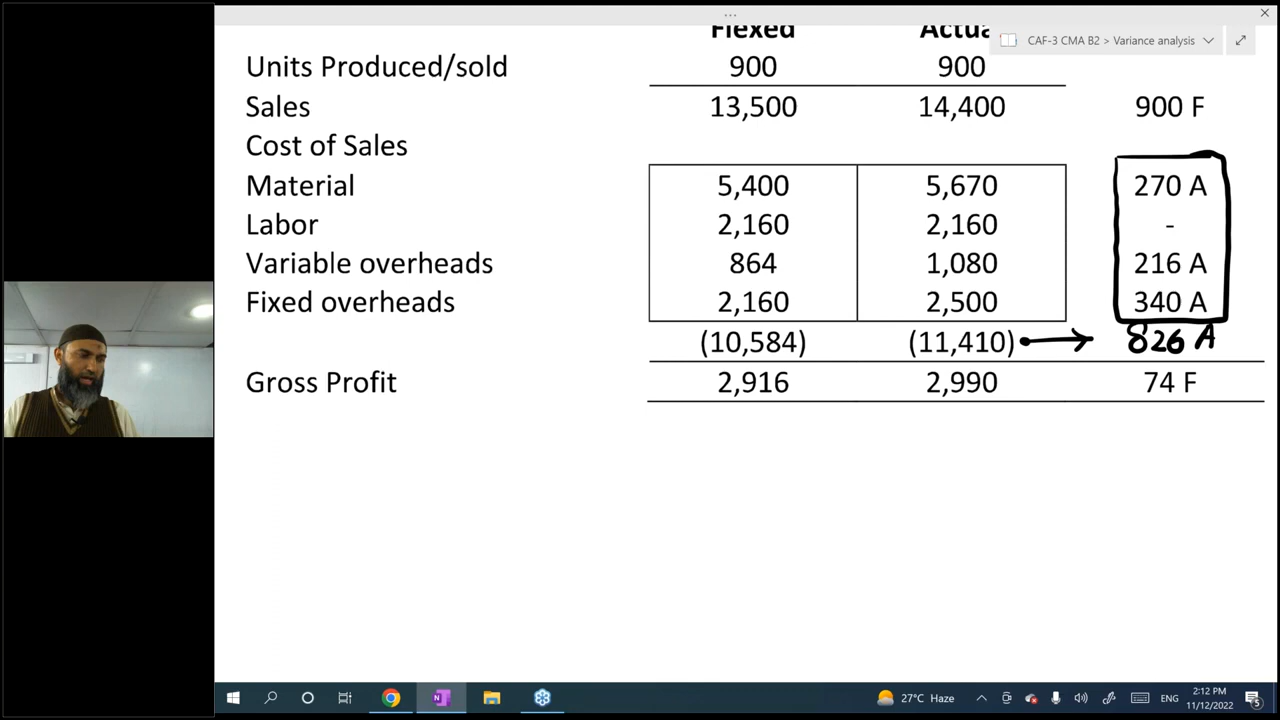 CAF-3 CMA B2 > Variance analysis
Flexed Actua
Units Produced/sold 900 900
Sales 13,500 14,400 900 F
Cost of Sales
Material 5,400 5,670 270 A
Labor 2,160 2,160 -
Variable overheads 864 1,080 216 A
Fixed overheads 2,160 2,500 340 A
(10,584) (11,410) 826 A
Gross Profit 2,916 2,990 74 F
27°C Haze
ENG
2:12 PM
11/12/2022
5